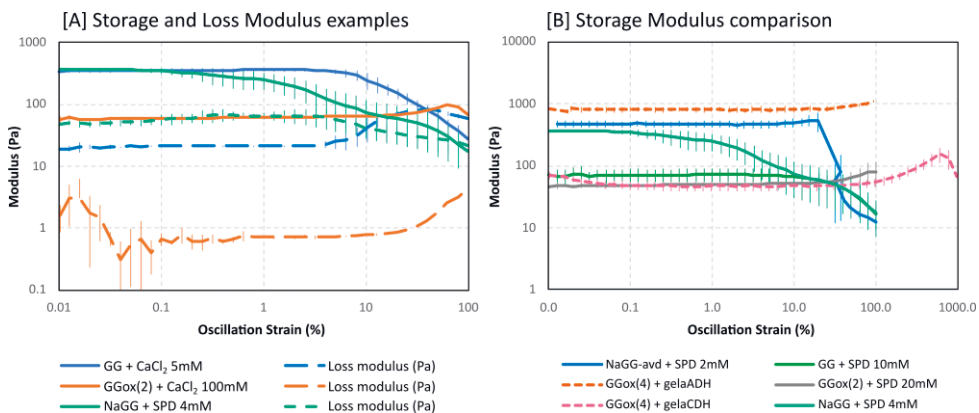 [A] Storage and Loss Modulus examples
1000
100
10
1
0.1
Modulus (Pa)
0.01
0.1
1
10
100
Oscillation Strain (%)
GG + CaCl₂ 5mM
Loss modulus (Pa)
GGox(2) + CaCl₂ 100mM
Loss modulus (Pa)
NaGG + SPD 4mM
Loss modulus (Pa)
[B] Storage Modulus comparison
10000
1000
100
10
1
Modulus (Pa)
0.0
0.1
1.0
10.0
100.0
1000.0
Oscillation Strain (%)
NaGG-avd + SPD 2mM
GG + SPD 10mM
GGox(4) + gelaADH
GGox(2) + SPD 20mM
GGox(4) + gelaCDH
NaGG + SPD 4mM